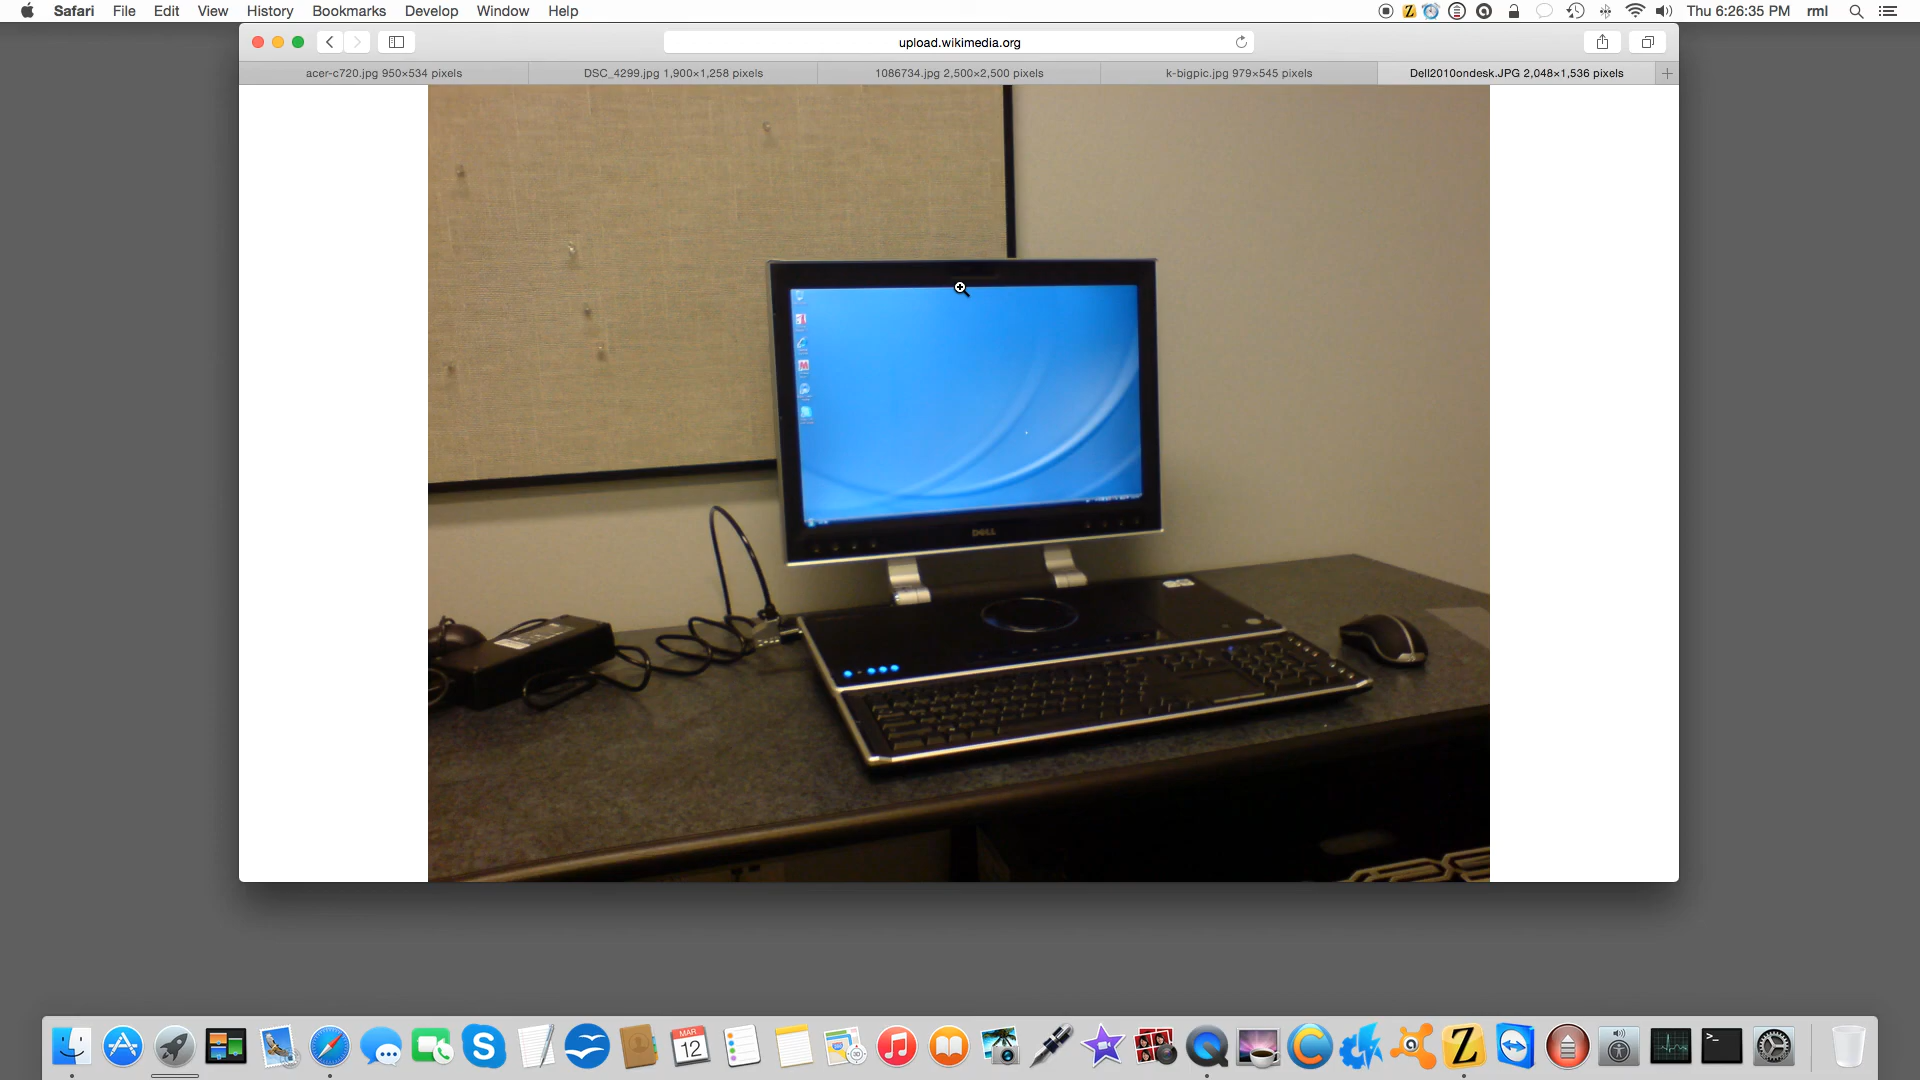 Safari File Edit View History Bookmarks Develop Window Help Thu 6:26:35 PM rml
upload.wikimedia.org
acer-c720.jpg 950×534 pixels DSC_4299.jpg 1,900×1,258 pixels 1086734.jpg 2,500×2,500 pixels k-bigpic.jpg 979×545 pixels Dell2010ondesk.JPG 2,048×1,536 pixels
DELL
MAR
12